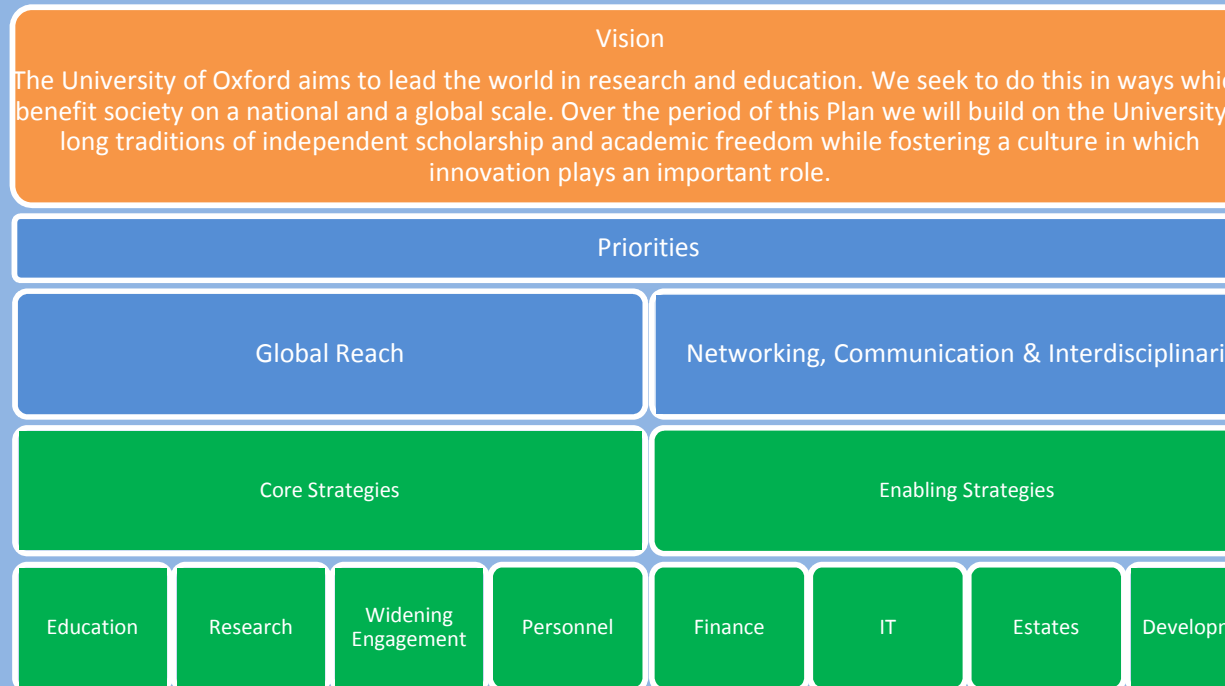 Vision
The University of Oxford aims to lead the world in research and education. We seek to do this in ways
benefit society on a national and a global scale. Over the period of this Plan we will build on the University
long traditions of independent scholarship and academic freedom while fostering a culture in which
innovation plays an important role.
Priorities
Global Reach
Networking, Communication &
Core Strategies
Enabling Strategies
Education
Research
Widening
Engagement
Personnel
Finance
IT
Estates